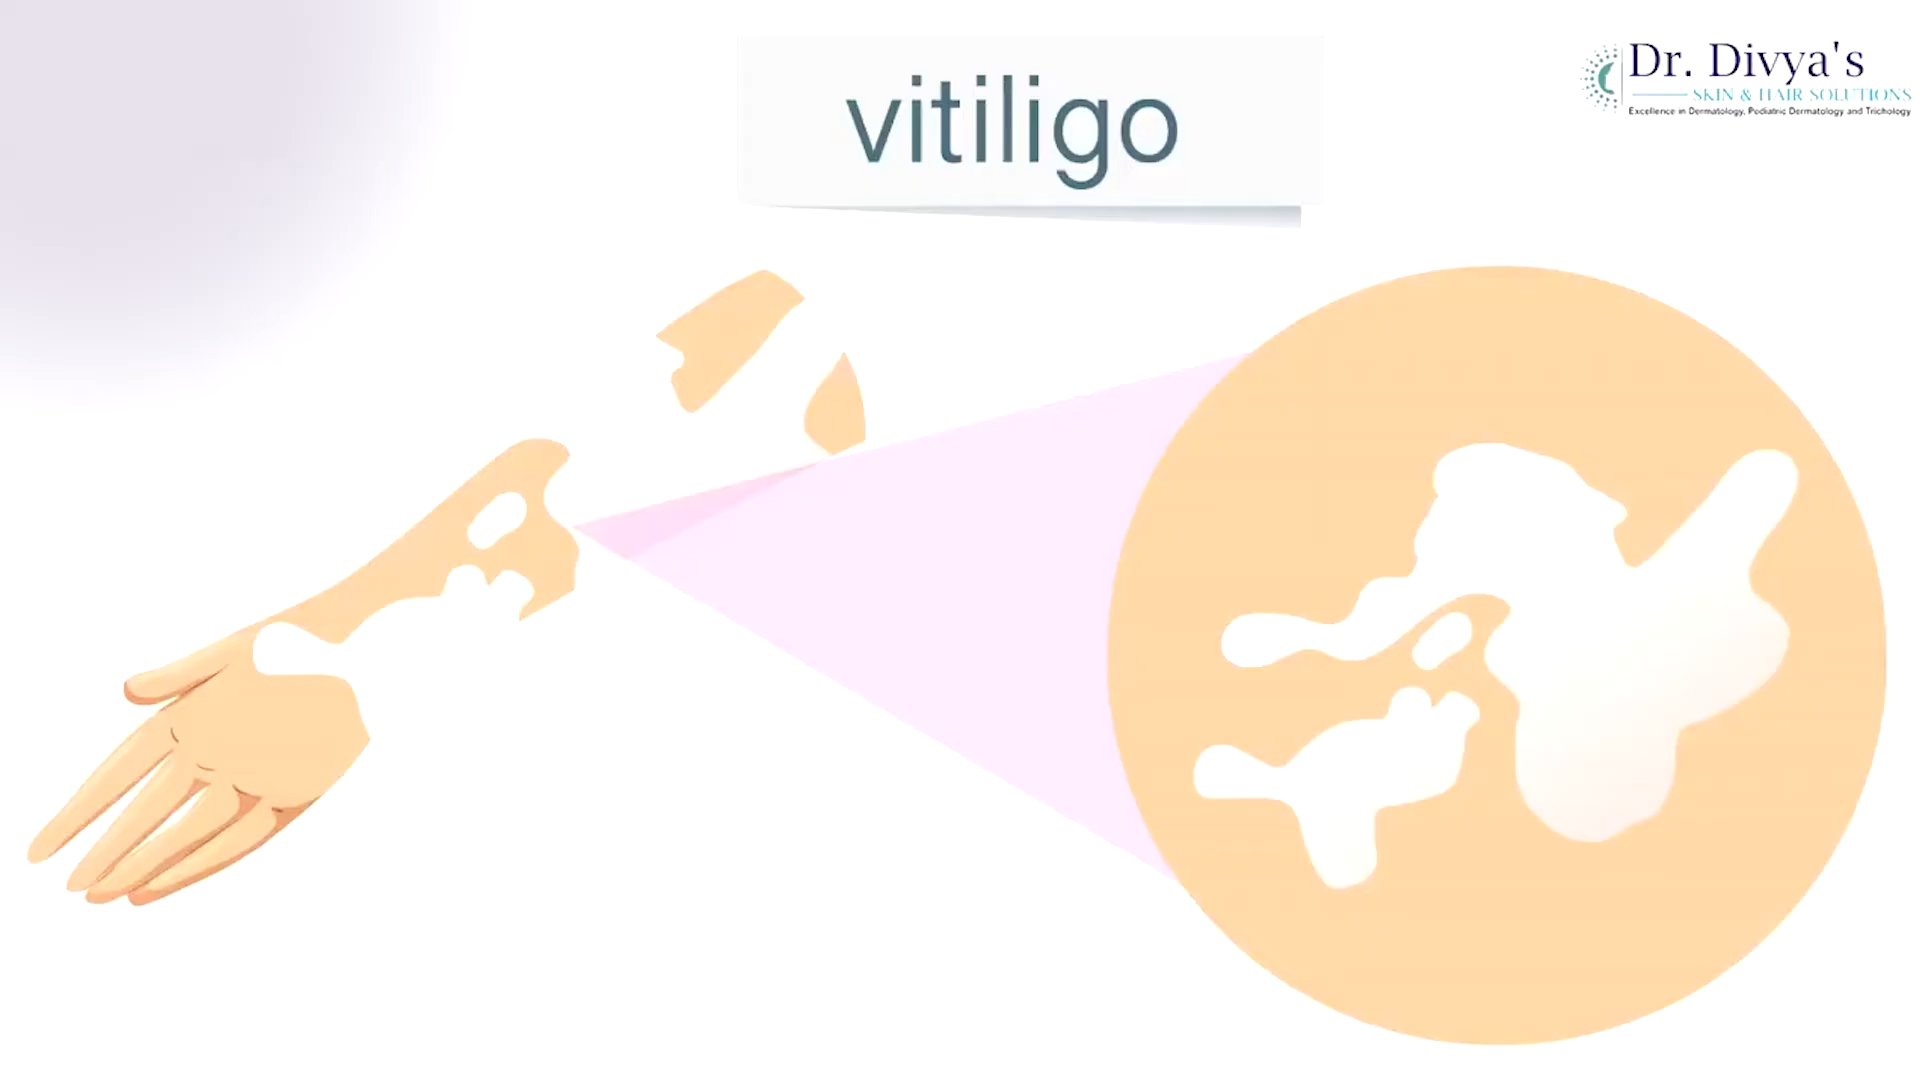 vitiligo
Dr. Divya's
SKIN & HAIR SOLUTIONS
Excellence in Dermatology, Pediatric Dermatology and Trichology